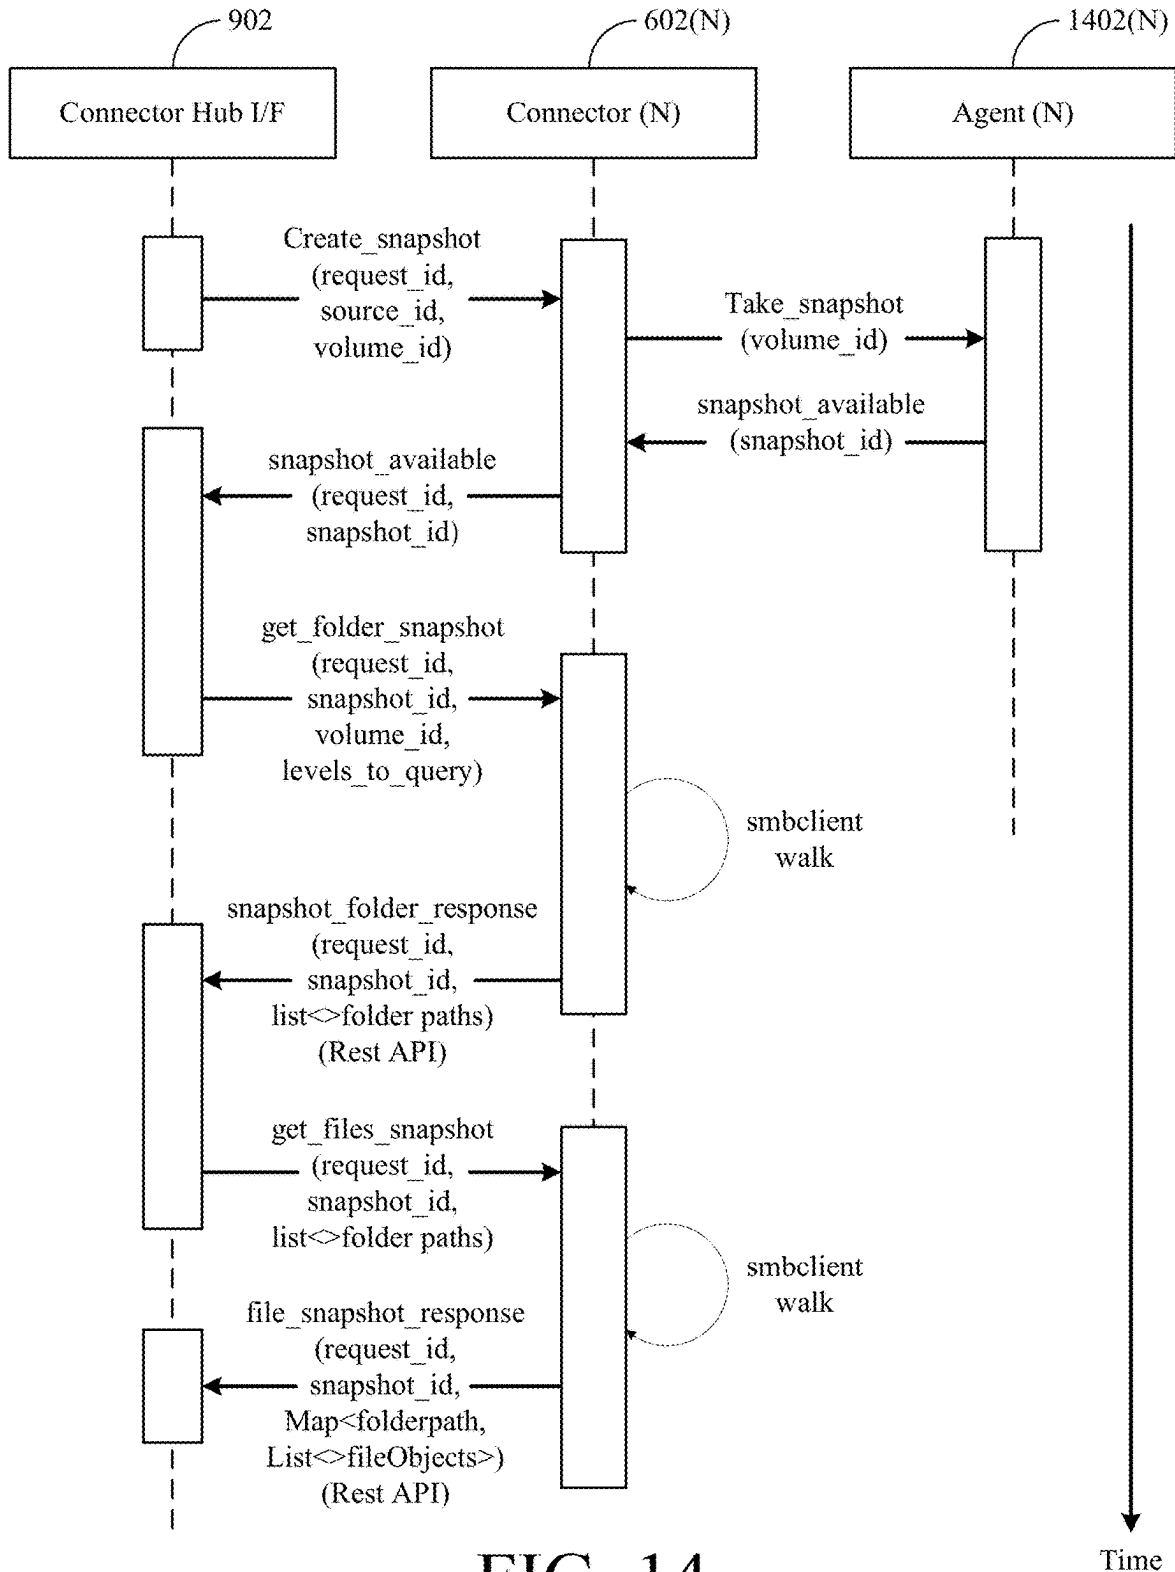 902
602(N)
1402(N)
Connector Hub I/F
Connector (N)
Agent (N)
Create_snapshot
(request_id,
source_id,
volume_id)
Take_snapshot
(volume_id)
snapshot_available
(snapshot_id)
snapshot_available
(request_id,
snapshot_id)
get_folder_snapshot
(request_id,
snapshot_id,
volume_id,
levels_to_query)
smbclient
walk
snapshot_folder_response
(request_id,
snapshot_id,
list<>folder paths)
(Rest API)
get_files_snapshot
(request_id,
snapshot_id,
list<>folder paths)
smbclient
walk
file_snapshot_response
(request_id,
snapshot_id,
Map<folderpath,
List<>fileObjects>)
(Rest API)
Time
FIG. 14